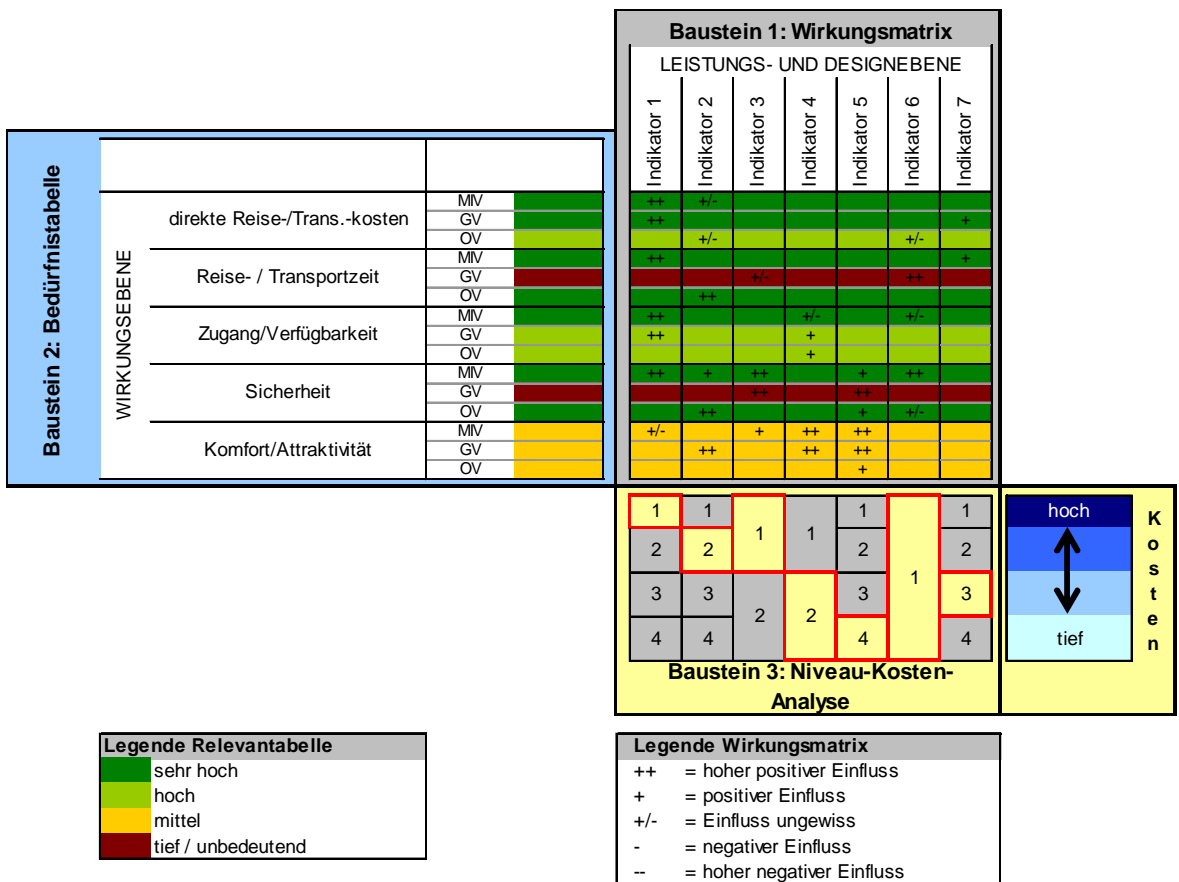 Baustein 1: Wirkungsmatrix
LEISTUNGS- UND DESIGNEBENE
Indikator 1
Indikator 2
Indikator 3
Indikator 4
Indikator 5
Indikator 6
Indikator 7
Baustein 2: Bedürfnistabelle
WIRKUNGSEBENE
direkte Reise-/Trans.-kosten
MIV ++ +/-
GV ++ +
OV +/- +/-
Reise- / Transportzeit
MIV ++ +
GV +/- ++
OV ++
Zugang/Verfügbarkeit
MIV ++ +/- +/-
GV ++ +
OV +
Sicherheit
MIV ++ + ++ + ++
GV ++ ++
OV ++ + +/-
Komfort/Attraktivität
MIV +/- + ++ ++
GV ++ ++ ++
OV +
1 1 1 1 1 1 1
2 2 2 2
3 3 2 2 3 3
4 4 4 4
hoch
tief
Kosten
Baustein 3: Niveau-Kosten-
Analyse
Legende Relevantabelle
sehr hoch
hoch
mittel
tief / unbedeutend
Legende Wirkungsmatrix
++ = hoher positiver Einfluss
+ = positiver Einfluss
+/- = Einfluss ungewiss
- = negativer Einfluss
-- = hoher negativer Einfluss